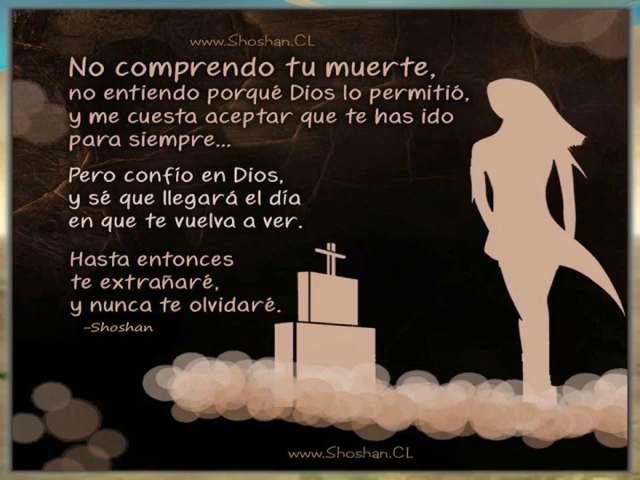 www.Shoshan.CL
No comprendo tu muerte,
no entiendo porqué Dios lo permitió,
y me cuesta aceptar que te has ido
para siempre...
Pero confío en Dios,
y sé que llegará el día
en que te vuelva a ver.
Hasta entonces
te extrañaré,
y nunca te olvidaré.
-Shoshan
www.Shoshan.CL